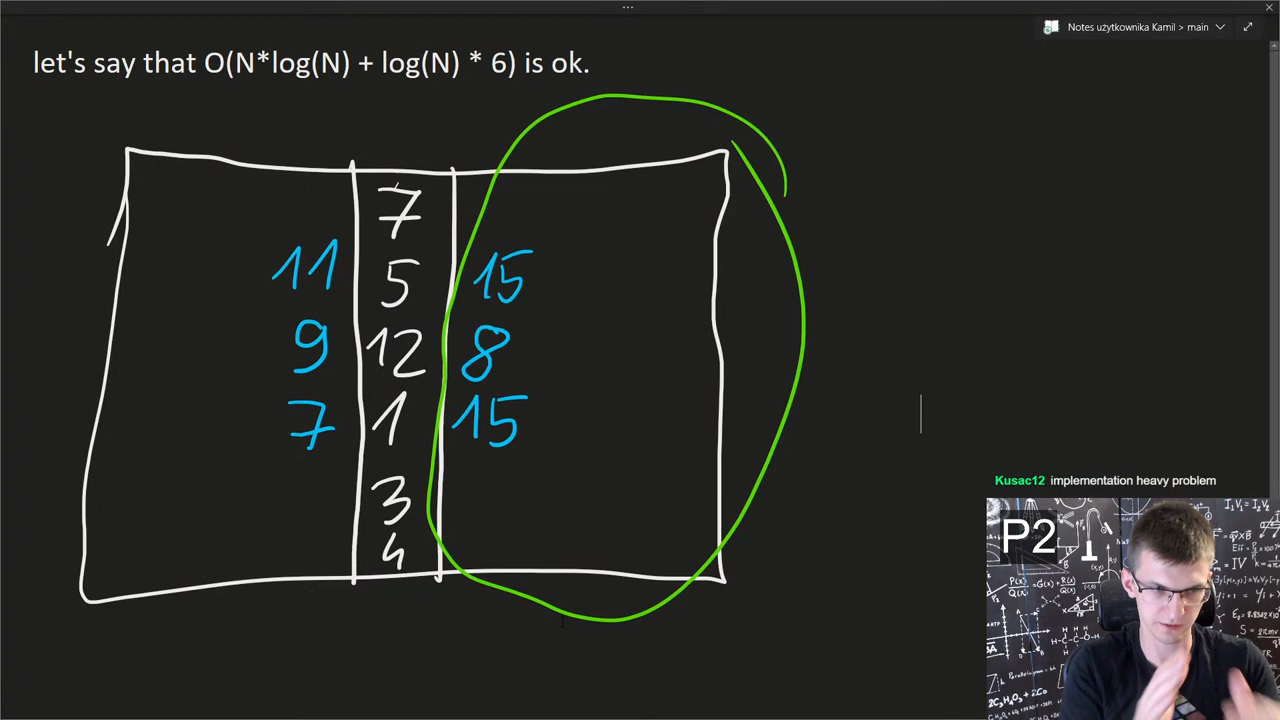 Notes użytkownika Kamil > main
let's say that O(N*log(N) + log(N) * 6) is ok.
7
11 5 15
9 12 8
7 1 15
3
4
Kusac12 implementation heavy problem
P2